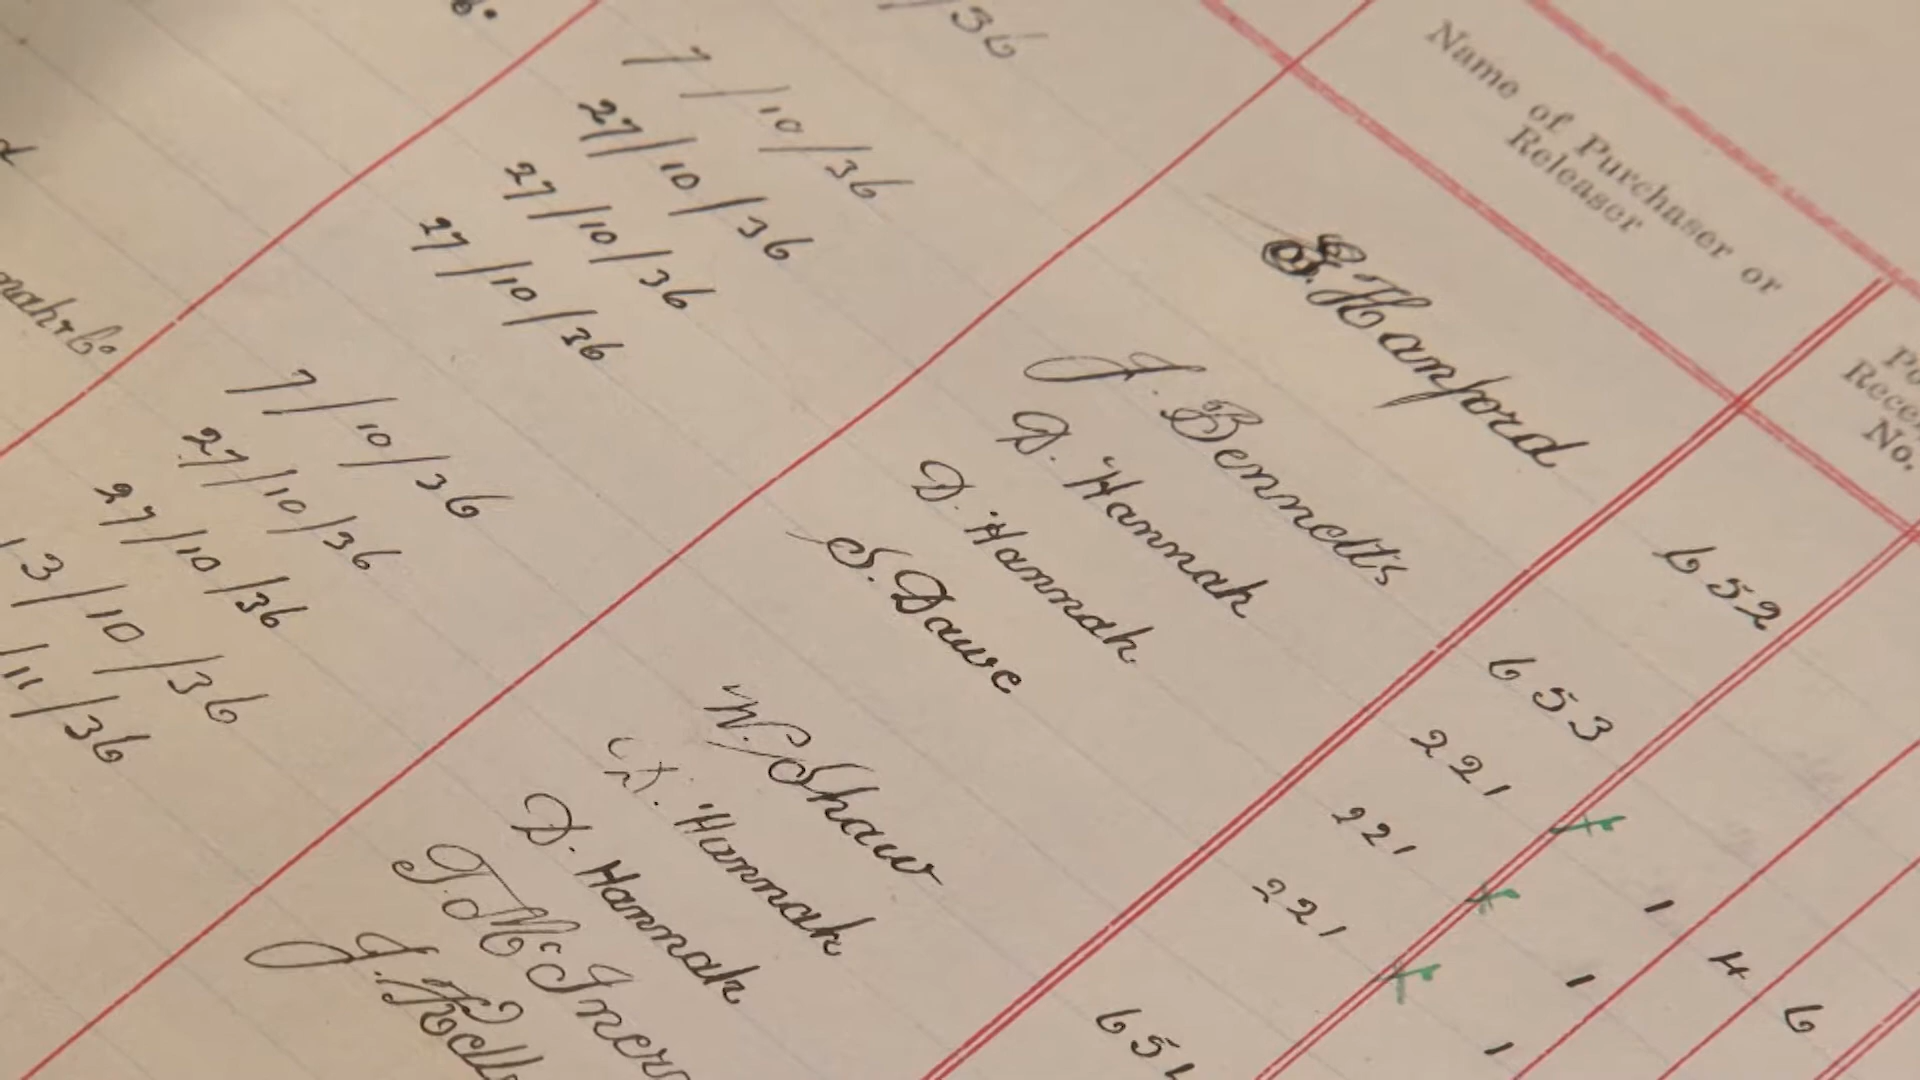 Name of Purchaser or
Releaser
No.
/36 S. Hanford 652
7/10/36 J. Bennetts 653
27/10/36 D. Hannah 221 1 4 6
27/10/36 D. Hannah 221 1
27/10/36 S. Dawe 221 1
7/10/36 W. Shaw
27/10/36 D. Hannah
27/10/36 D. Hannah
13/10/36
/11/36